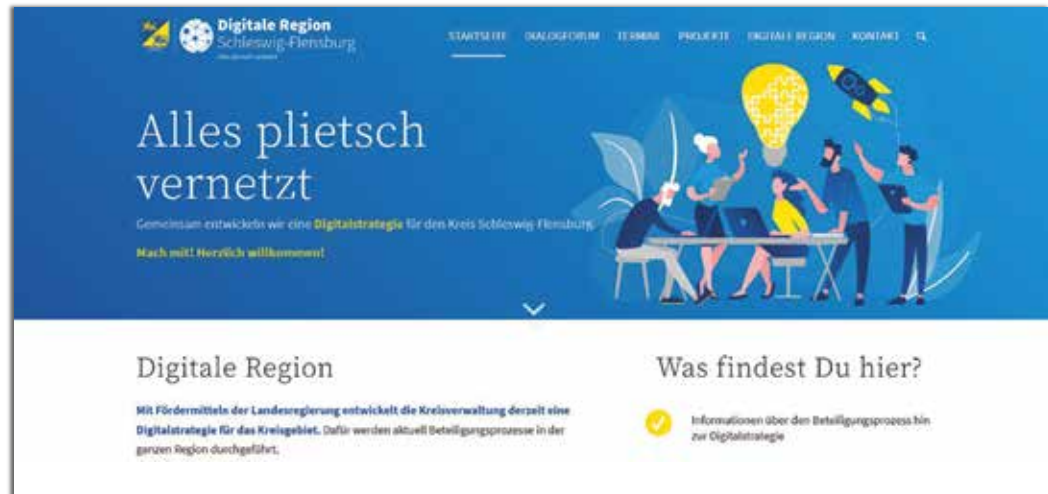 Digitale Region
Schleswig-Flensburg
STARTSEITE DIALOGFORUM TERMINE PROJEKTE DIGITALE REGION KONTAKT
Alles plietsch
vernetzt
Gemeinsam entwickeln wir eine Digitalstrategie für den Kreis Schleswig-Flensburg.
Mach mit! Herzlich willkommen!
Digitale Region
Mit Fördermitteln der Landesregierung entwickelt die Kreisverwaltung derzeit eine
Digitalstrategie für das Kreisgebiet. Dafür werden aktuell Beteiligungsprozesse in der
ganzen Region durchgeführt.
Was findest Du hier?
Informationen über den Beteiligungsprozess hin
zur Digitalstrategie